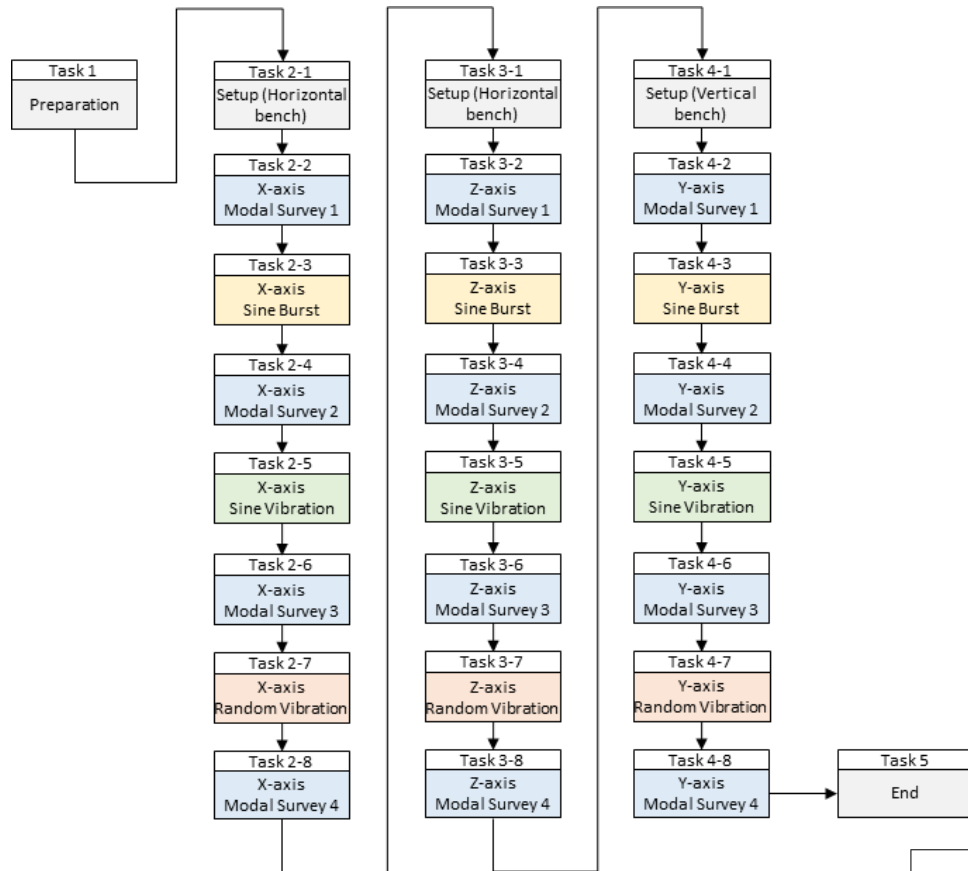 Task 1
Preparation
Task 2-1
Setup (Horizontal
bench)
Task 2-2
X-axis
Modal Survey 1
Task 2-3
X-axis
Sine Burst
Task 2-4
X-axis
Modal Survey 2
Task 2-5
X-axis
Sine Vibration
Task 2-6
X-axis
Modal Survey 3
Task 2-7
X-axis
Random Vibration
Task 2-8
X-axis
Modal Survey 4
Task 3-1
Setup (Horizontal
bench)
Task 3-2
Z-axis
Modal Survey 1
Task 3-3
Z-axis
Sine Burst
Task 3-4
Z-axis
Modal Survey 2
Task 3-5
Z-axis
Sine Vibration
Task 3-6
Z-axis
Modal Survey 3
Task 3-7
Z-axis
Random Vibration
Task 3-8
Z-axis
Modal Survey 4
Task 4-1
Setup (Vertical
bench)
Task 4-2
Y-axis
Modal Survey 1
Task 4-3
Y-axis
Sine Burst
Task 4-4
Y-axis
Modal Survey 2
Task 4-5
Y-axis
Sine Vibration
Task 4-6
Y-axis
Modal Survey 3
Task 4-7
Y-axis
Random Vibration
Task 4-8
Y-axis
Modal Survey 4
Task 5
End